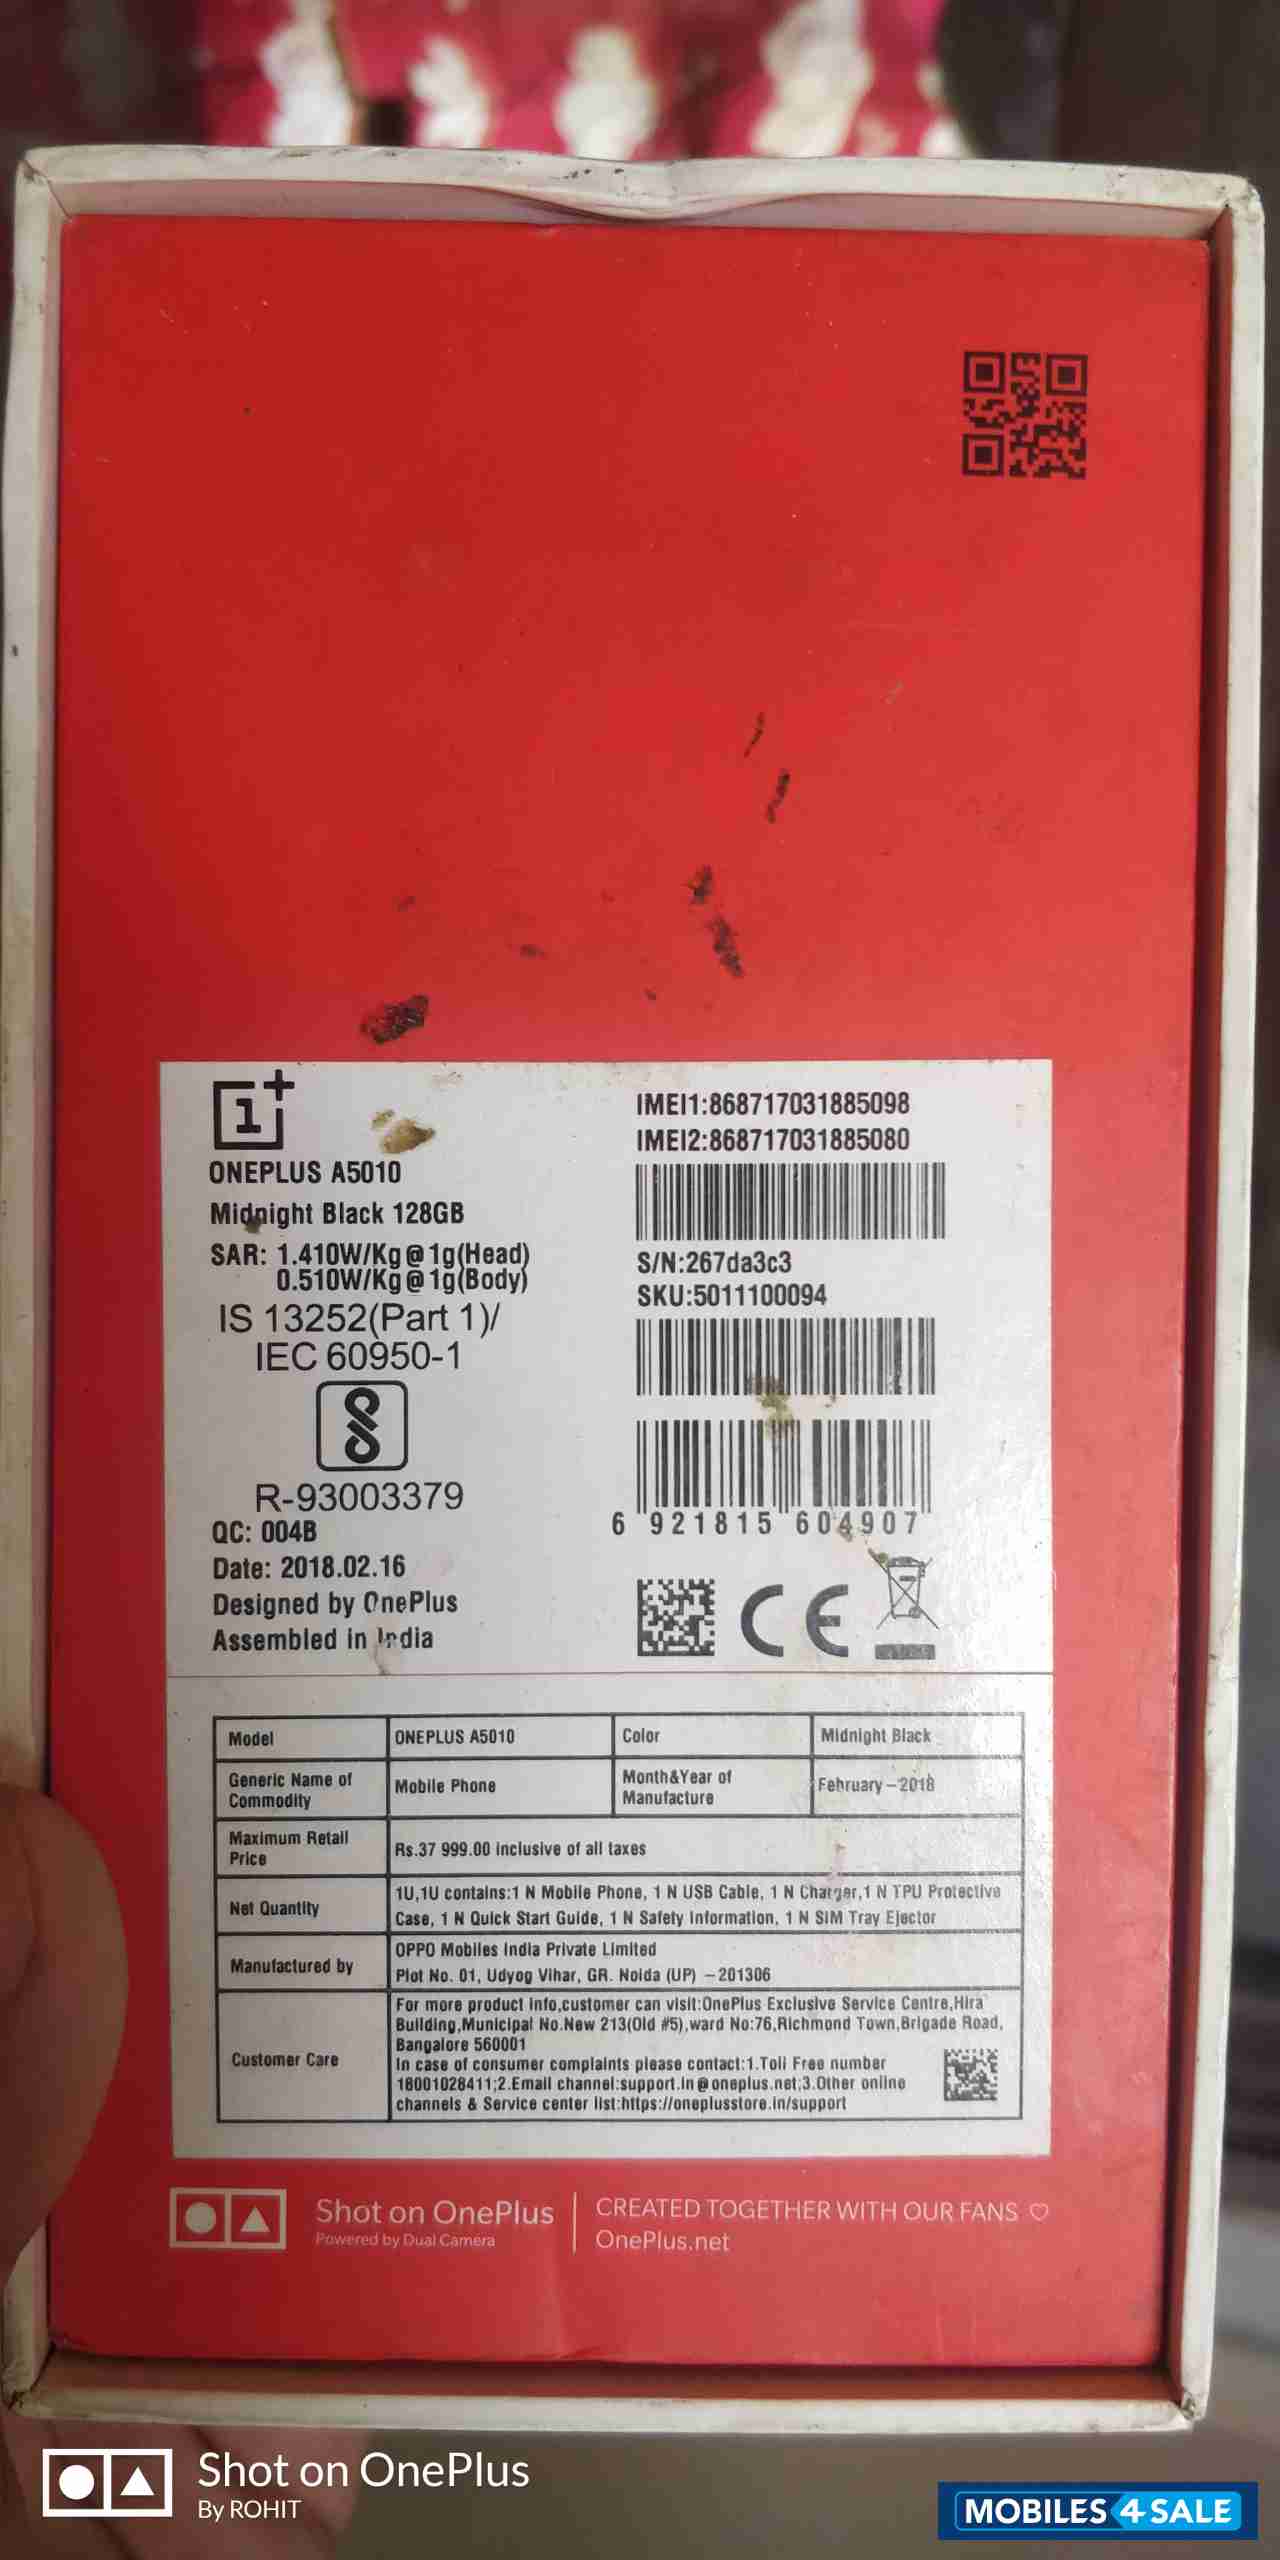 1+
ONEPLUS A5010
Midnight Black 128GB
SAR: 1.410W/Kg@1g(Head)
0.510W/Kg@1g(Body)
IS 13252(Part 1)/
IEC 60950-1
R-93003379
QC: 004B
Date: 2018.02.16
Designed by OnePlus
Assembled in India
IMEI1:868717031885098
IMEI2:868717031885080
S/N:267da3c3
SKU:5011100094
6 921815 604907
CE
Model ONEPLUS A5010 Color Midnight Black
Generic Name of Commodity Mobile Phone Month&Year of Manufacture February-2018
Maximum Retail Price Rs.37 999.00 inclusive of all taxes
Net Quantity 1U,1U contains:1 N Mobile Phone, 1 N USB Cable, 1 N Charger,1 N TPU Protective
Case, 1 N Quick Start Guide, 1 N Safety Information, 1 N SIM Tray Ejector
Manufactured by OPPO Mobiles India Private Limited
Plot No. 01, Udyog Vihar, GR. Noida (UP) -201306
Customer Care For more product info,customer can visit:OnePlus Exclusive Service Centre,Hira
Building,Municipal No.New 213(Old #5),ward No:76,Richmond Town,Brigade Road,
Bangalore 560001
In case of consumer complaints please contact:1.Toll Free number
18001028411;2.Email channel:support.in@oneplus.net;3.Other online
channels & Service center list:https://oneplusstore.in/support
Shot on OnePlus
Powered by Dual Camera
CREATED TOGETHER WITH OUR FANS ♡
OnePlus.net
Shot on OnePlus
By ROHIT
MOBILES 4 SALE